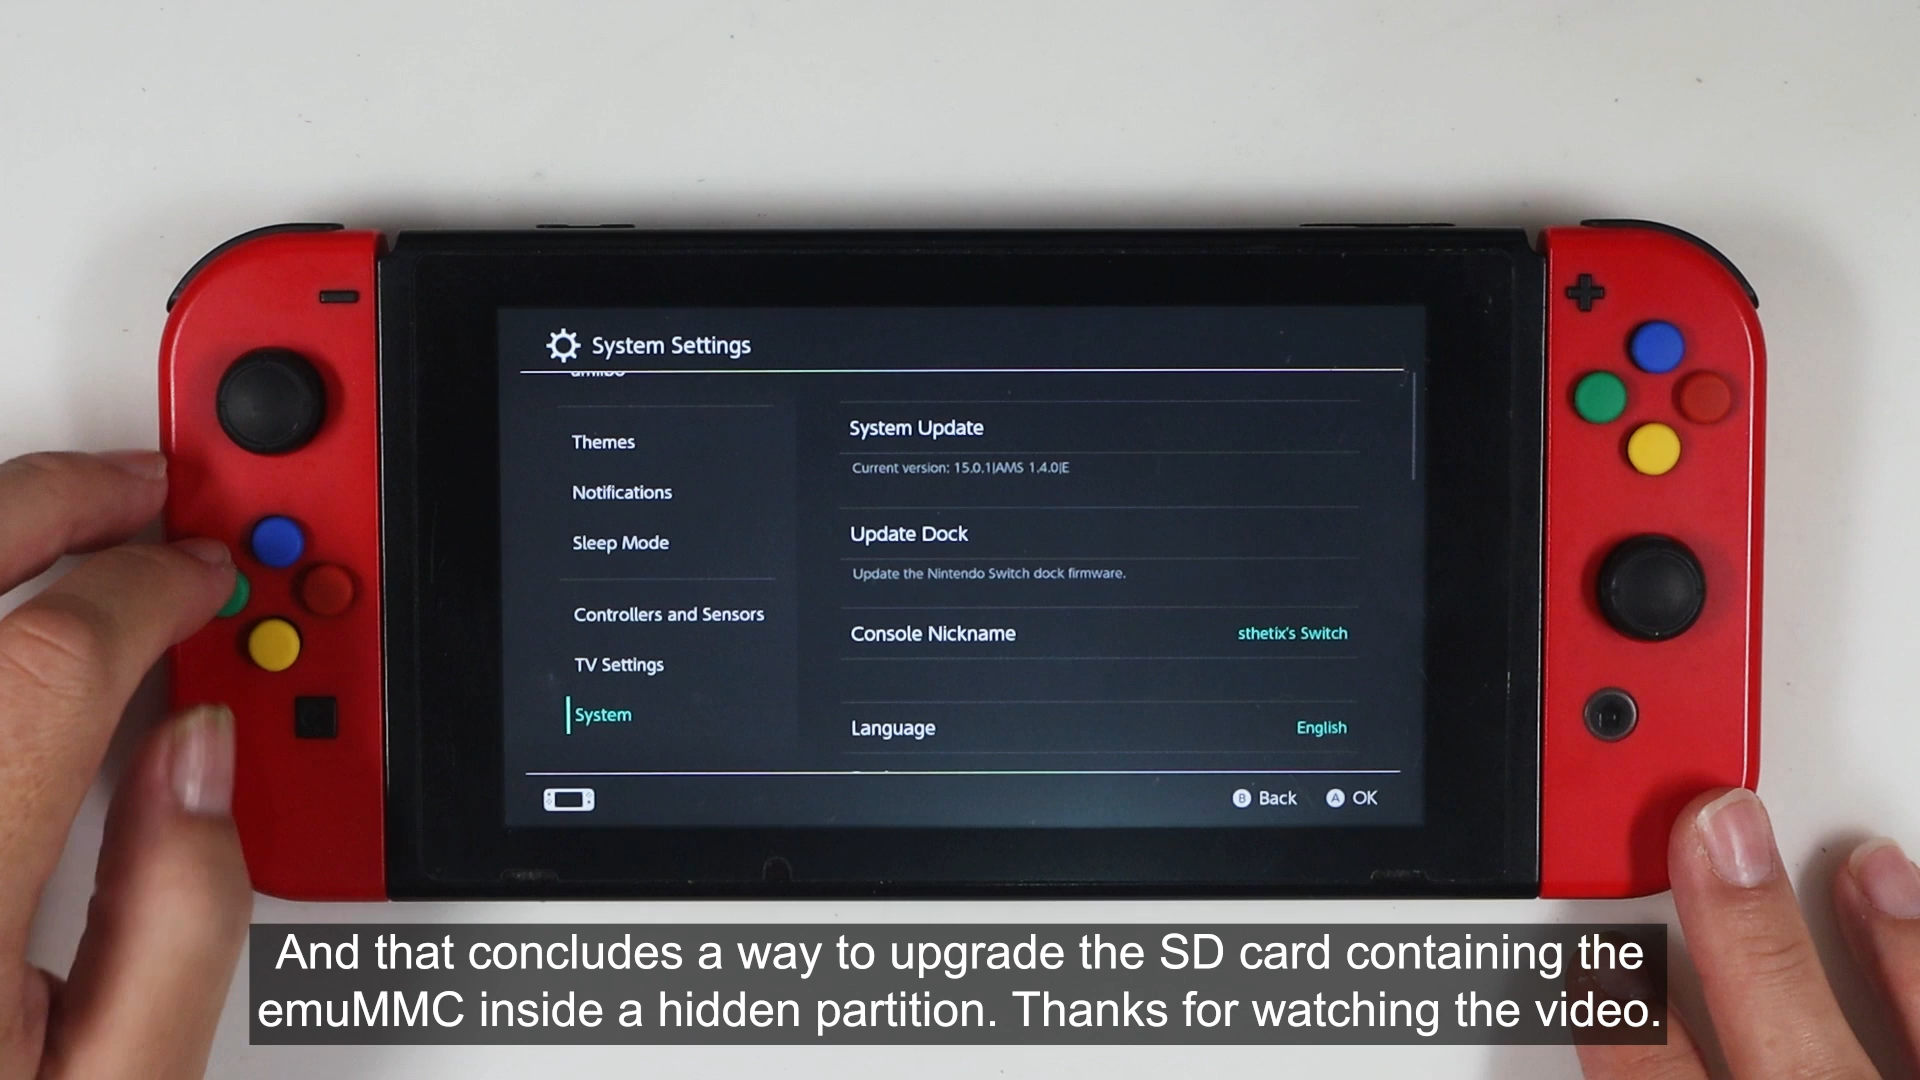 System Settings
amiibo
Themes
Notifications
Sleep Mode
Controllers and Sensors
TV Settings
System
System Update
Current version: 15.0.1|AMS 1.4.0|E
Update Dock
Update the Nintendo Switch dock firmware.
Console Nickname sthetix's Switch
Language English
B Back A OK
And that concludes a way to upgrade the SD card containing the
emuMMC inside a hidden partition. Thanks for watching the video.